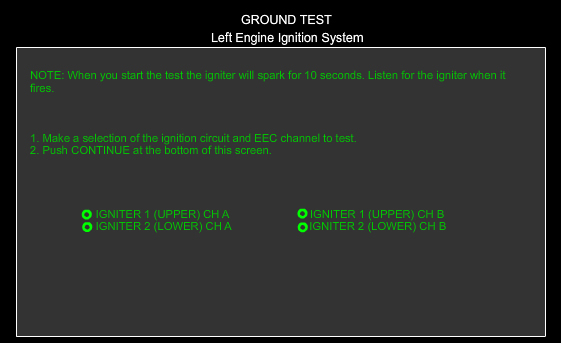 GROUND TEST
Left Engine Ignition System
NOTE: When you start the test the igniter will spark for 10 seconds. Listen for the igniter when it
fires.
1. Make a selection of the ignition circuit and EEC channel to test.
2. Push CONTINUE at the bottom of this screen.
IGNITER 1 (UPPER) CH A IGNITER 1 (UPPER) CH B
IGNITER 2 (LOWER) CH A IGNITER 2 (LOWER) CH B